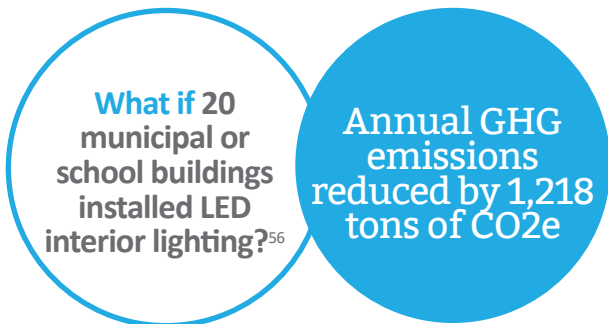 What if 20
municipal or
school buildings
installed LED
interior lighting?56
Annual GHG
emissions
reduced by 1,218
tons of CO2e